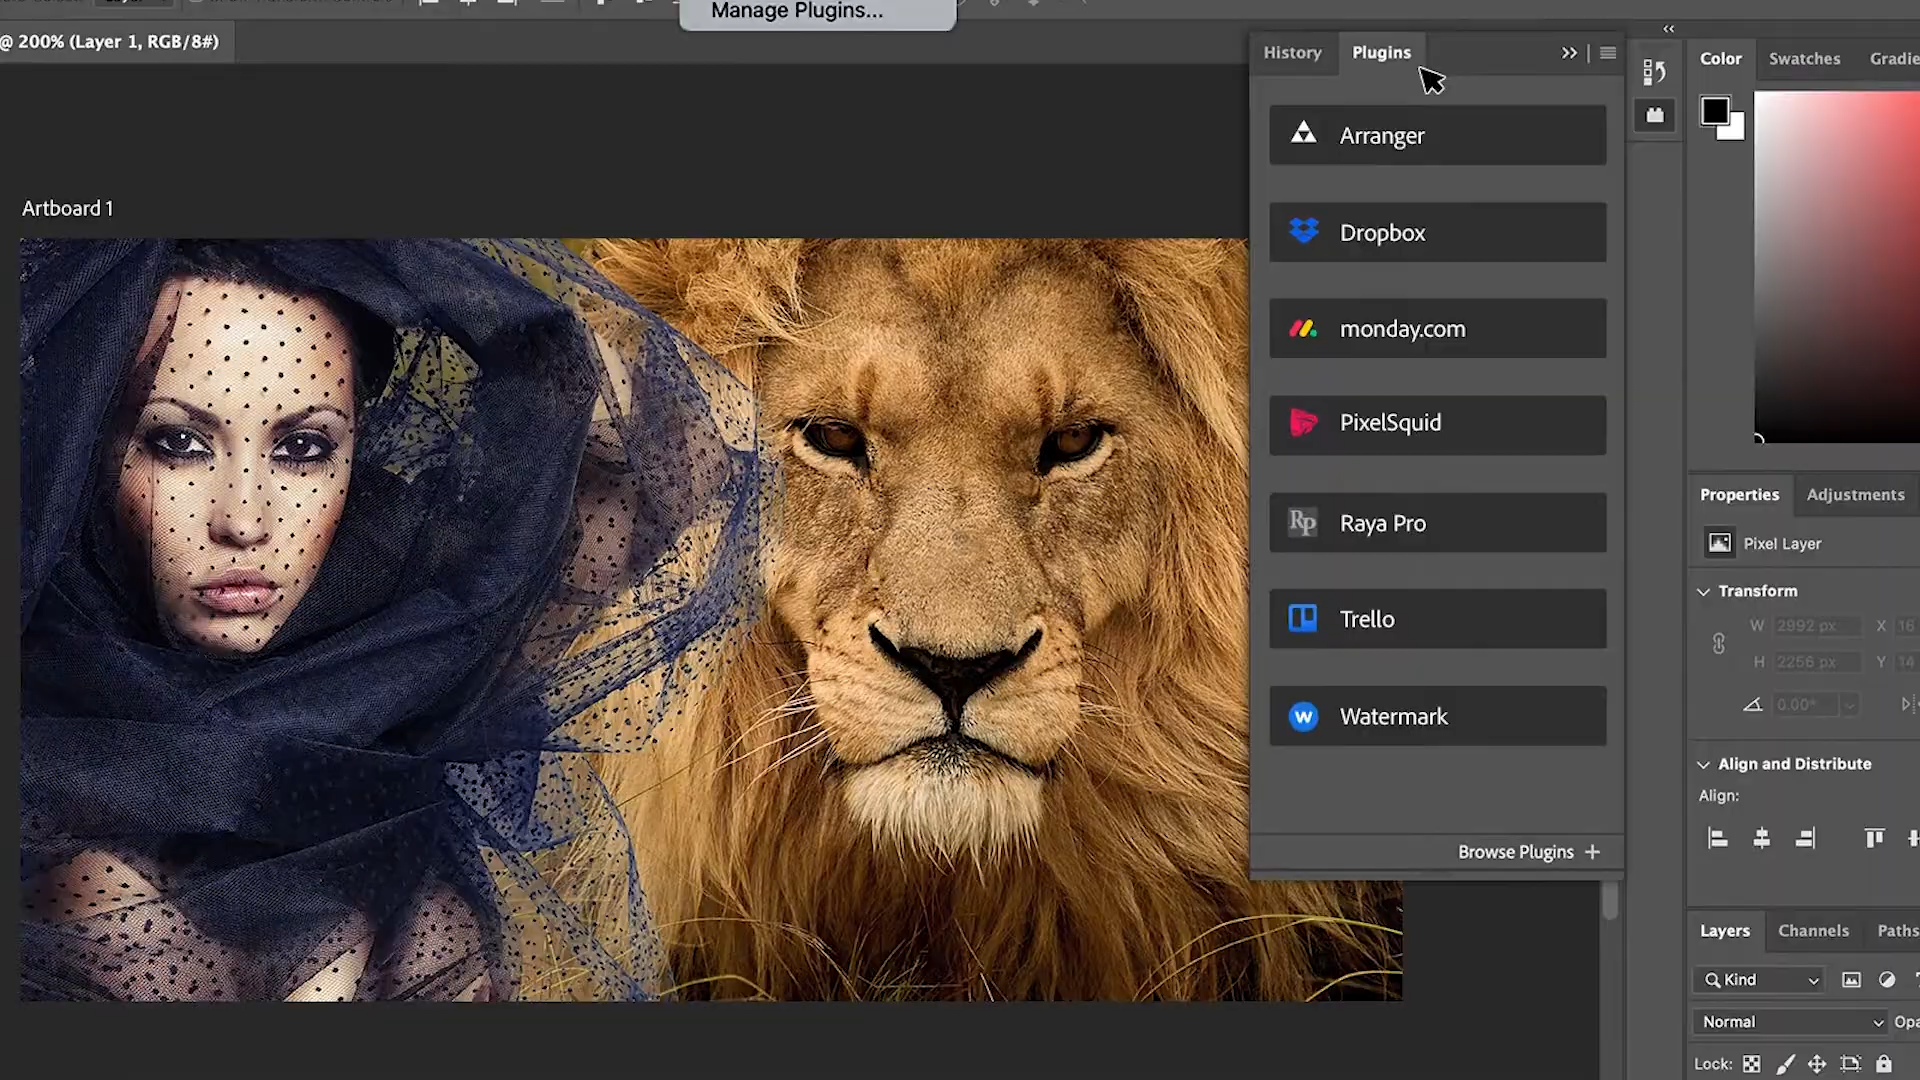 Manage Plugins...
@ 200% (Layer 1, RGB/8#)
History
Plugins
Color
Swatches
Artboard 1
Arranger
Dropbox
monday.com
PixelSquid
RP
Raya Pro
Trello
W
Watermark
Browse Plugins +
Properties
Adjustments
Pixel Layer
Transform
W 2992 px X 16
H 2256 px Y 14
0.00°
Align and Distribute
Align:
Layers
Channels
Paths
Kind
Normal
Lock: